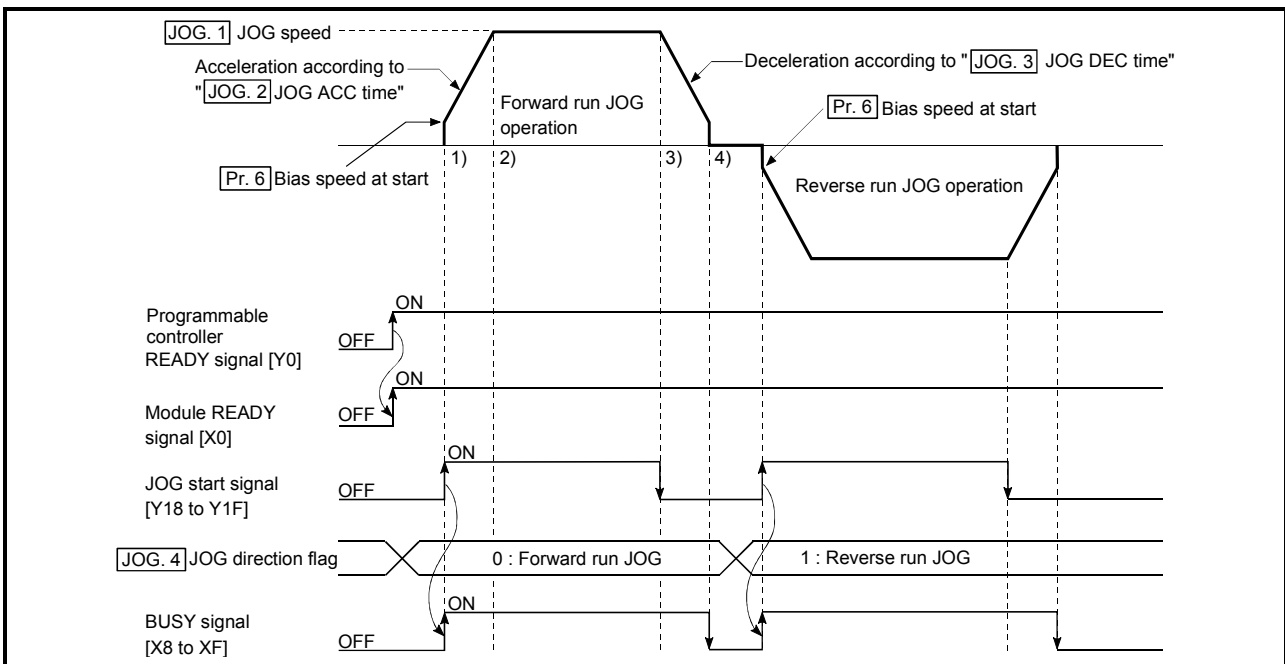 JOG. 1 JOG speed
Acceleration according to
"JOG. 2 JOG ACC time"
Deceleration according to "JOG. 3 JOG DEC time"
Forward run JOG
operation
Pr. 6 Bias speed at start
1) 2) 3) 4)
Pr. 6 Bias speed at start
Reverse run JOG operation
ON
Programmable
controller
READY signal [Y0]
OFF
ON
Module READY
signal [X0]
OFF
ON
JOG start signal
[Y18 to Y1F]
OFF
JOG. 4 JOG direction flag
0 : Forward run JOG
1 : Reverse run JOG
ON
BUSY signal
[X8 to XF]
OFF